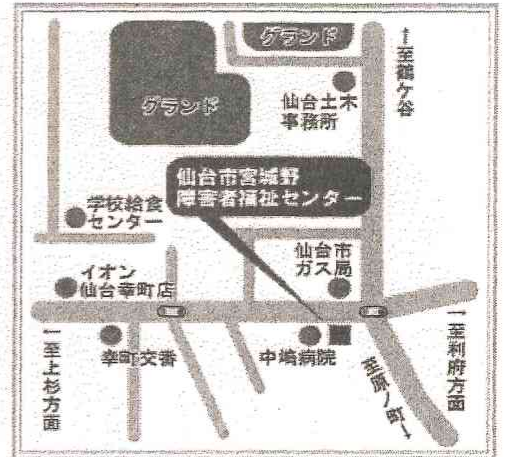 グランド
↑至鶴ケ谷
グランド
仙台土木
事務所
仙台市宮城野
障害者福祉センター
学校給食
センター
仙台市
ガス局
イオン
仙台幸町店
幸町交番
中嶋病院
↑至上杉方面
至原ノ町↓
↑至利府方面